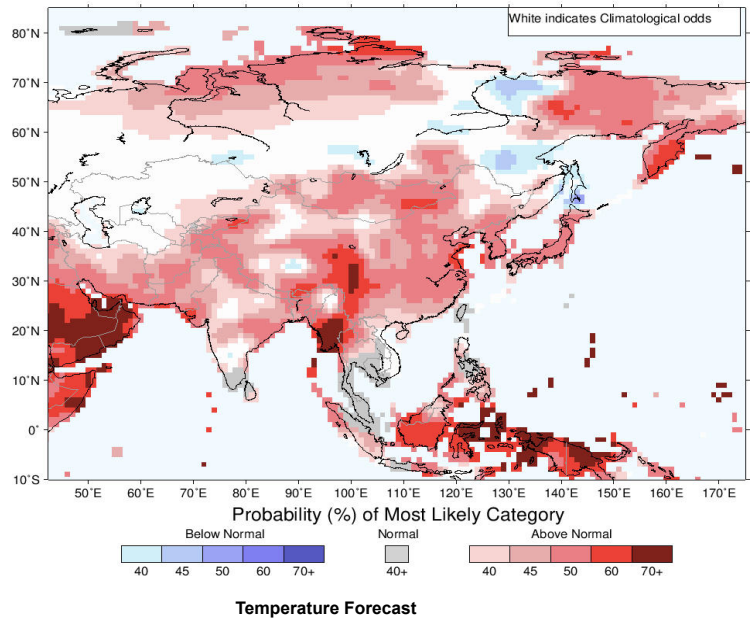 White indicates Climatological odds
80˚N
70˚N
60˚N
50˚N
40˚N
30˚N
20˚N
10˚N
0˚
10˚S
50˚E 60˚E 70˚E 80˚E 90˚E 100˚E 110˚E 120˚E 130˚E 140˚E 150˚E 160˚E 170˚E
Probability (%) of Most Likely Category
Below Normal Normal Above Normal
40 45 50 60 70+ 40+ 40 45 50 60 70+
Temperature Forecast